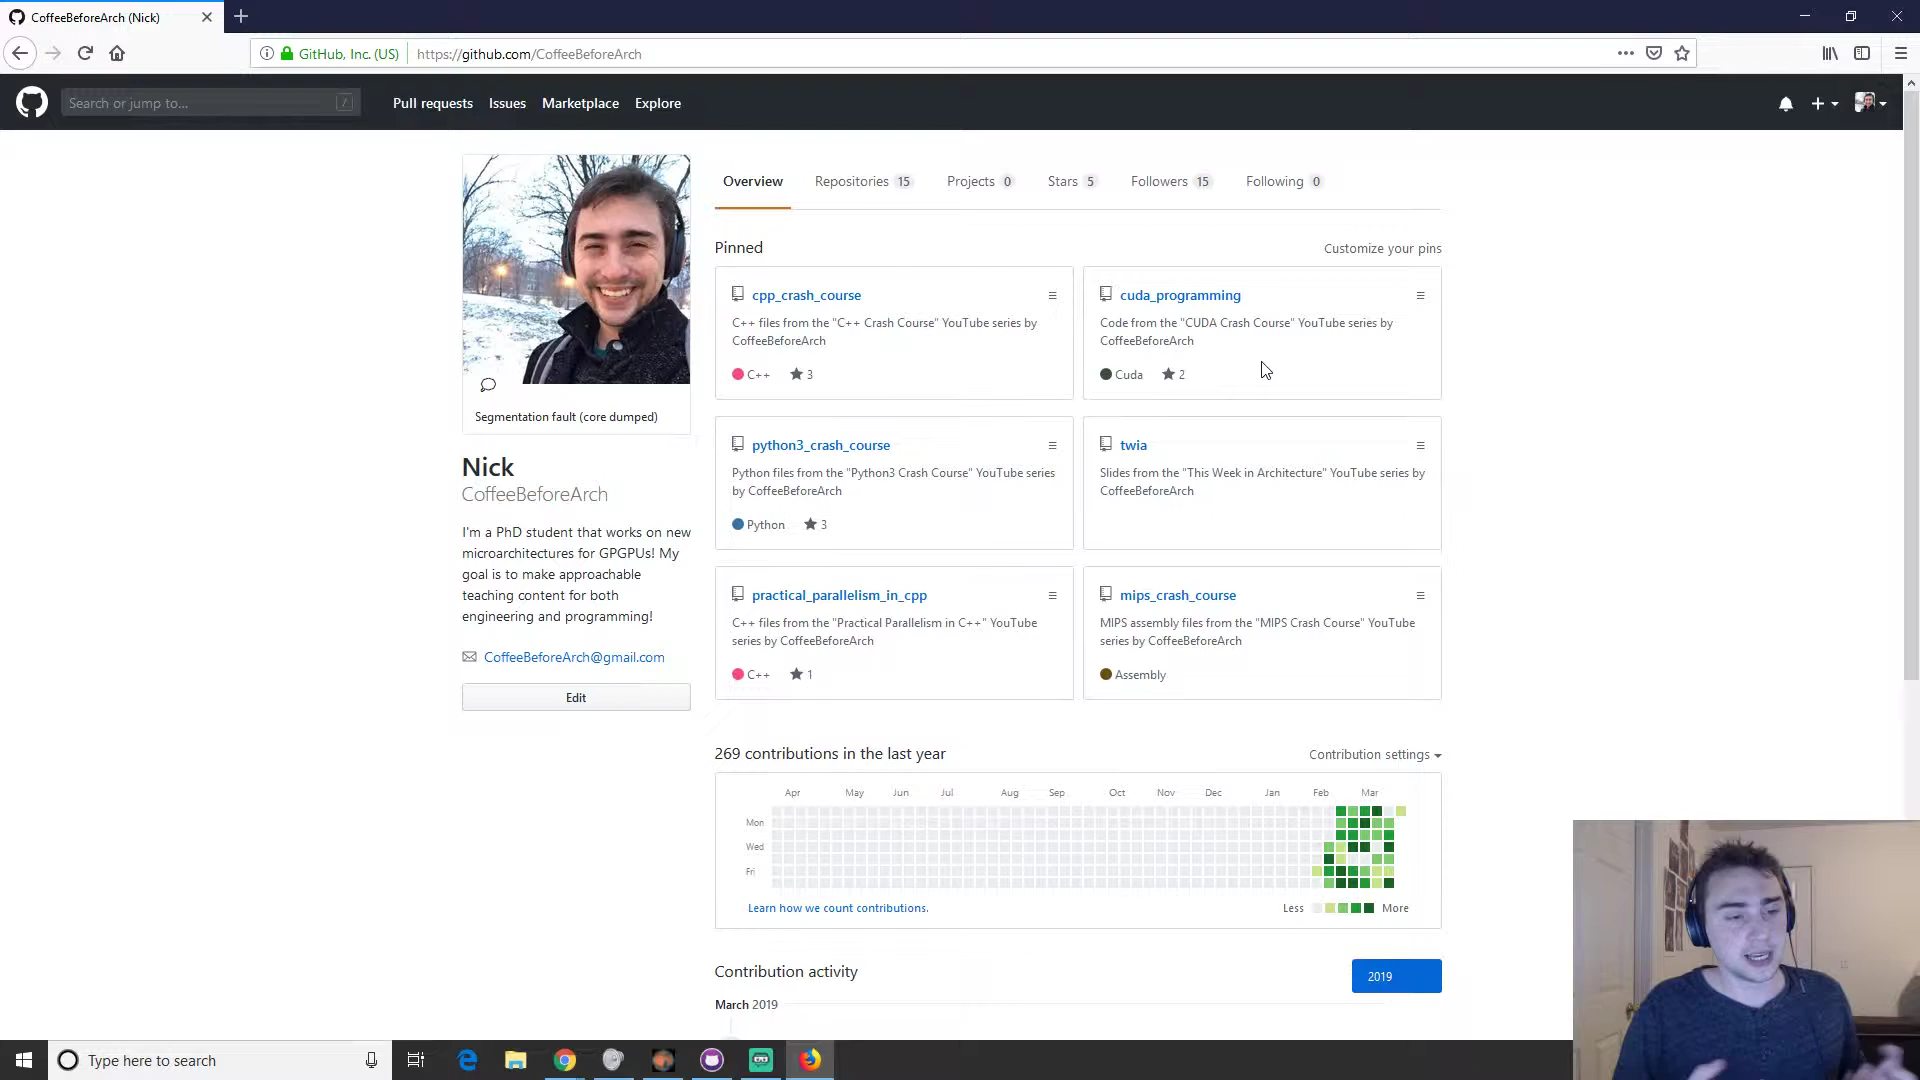 CoffeeBeforeArch (Nick)
GitHub, Inc. (US) https://github.com/CoffeeBeforeArch
Search or jump to... / Pull requests Issues Marketplace Explore
Overview Repositories 15 Projects 0 Stars 5 Followers 15 Following 0
Segmentation fault (core dumped)
Nick
CoffeeBeforeArch
I'm a PhD student that works on new
microarchitectures for GPGPUs! My
goal is to make approachable
teaching content for both
engineering and programming!
CoffeeBeforeArch@gmail.com
Edit
Pinned Customize your pins
cpp_crash_course
C++ files from the "C++ Crash Course" YouTube series by
CoffeeBeforeArch
C++ 3
cuda_programming
Code from the "CUDA Crash Course" YouTube series by
CoffeeBeforeArch
Cuda 2
python3_crash_course
Python files from the "Python3 Crash Course" YouTube series
by CoffeeBeforeArch
Python 3
twia
Slides from the "This Week in Architecture" YouTube series by
CoffeeBeforeArch
practical_parallelism_in_cpp
C++ files from the "Practical Parallelism in C++" YouTube
series by CoffeeBeforeArch
C++ 1
mips_crash_course
MIPS assembly files from the "MIPS Crash Course" YouTube
series by CoffeeBeforeArch
Assembly
269 contributions in the last year Contribution settings
Apr May Jun Jul Aug Sep Oct Nov Dec Jan Feb Mar
Mon
Wed
Fri
Learn how we count contributions. Less More
Contribution activity 2019
March 2019
Type here to search